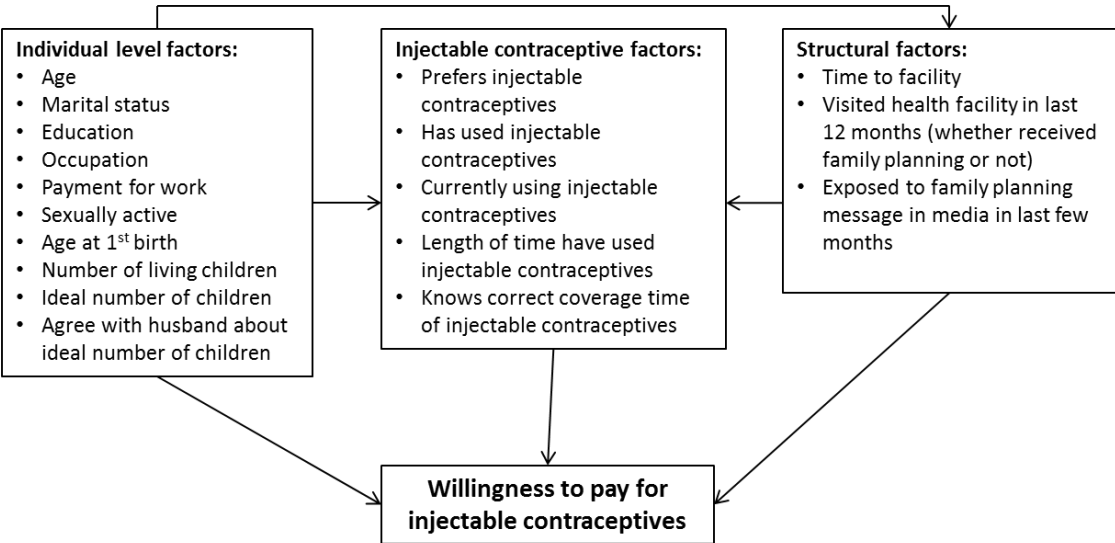 Individual level factors:
• Age
• Marital status
• Education
• Occupation
• Payment for work
• Sexually active
• Age at 1st birth
• Number of living children
• Ideal number of children
• Agree with husband about
ideal number of children
Injectable contraceptive factors:
• Prefers injectable
contraceptives
• Has used injectable
contraceptives
• Currently using injectable
contraceptives
• Length of time have used
injectable contraceptives
• Knows correct coverage time
of injectable contraceptives
Structural factors:
• Time to facility
• Visited health facility in last
12 months (whether received
family planning or not)
• Exposed to family planning
message in media in last few
months
Willingness to pay for
injectable contraceptives